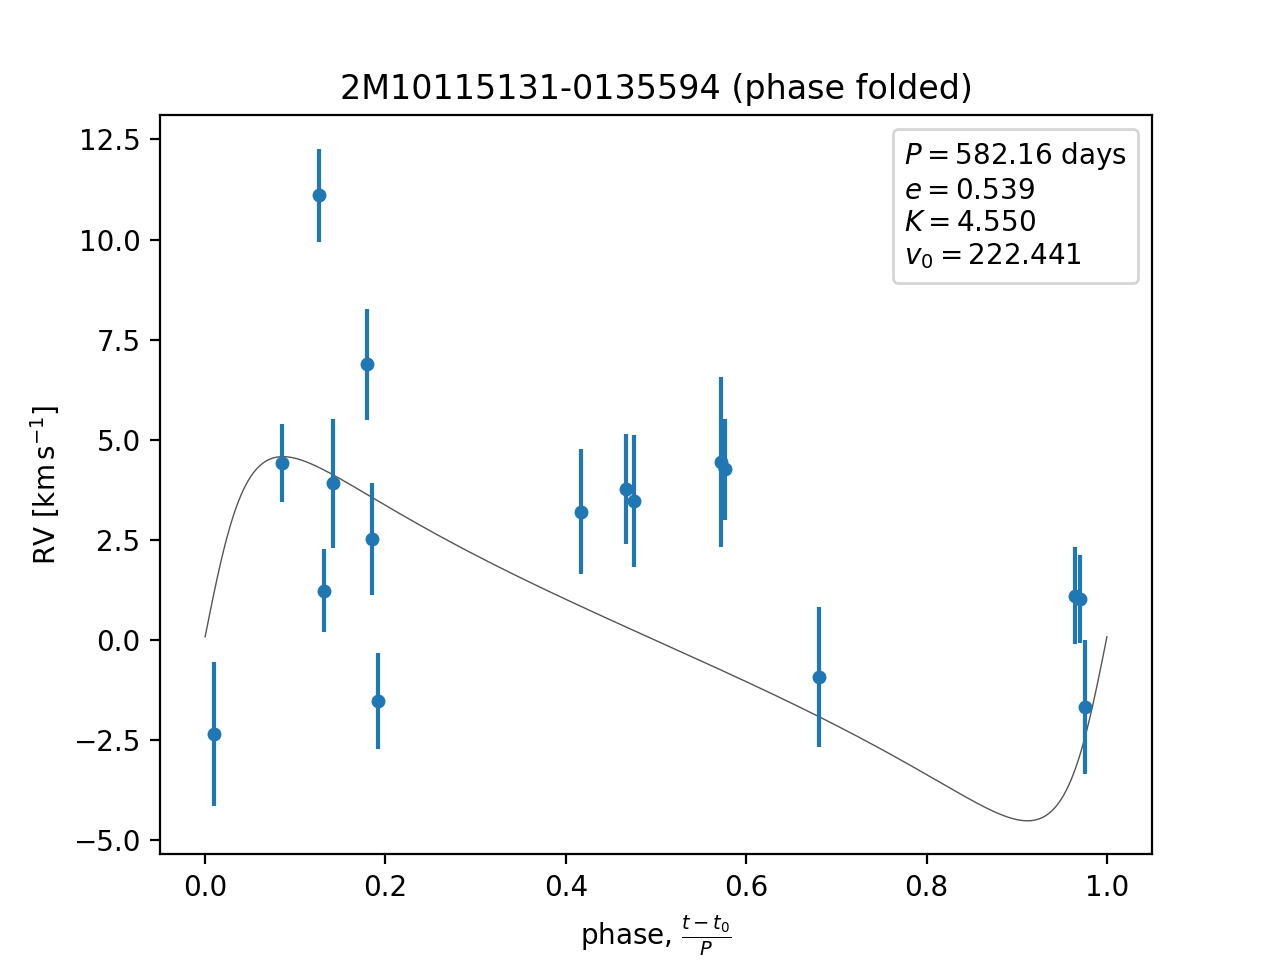 2M10115131-0135594 (phase folded)
P = 582.16 days
e = 0.539
K = 4.550
v₀ = 222.441
12.5
10.0
7.5
5.0
2.5
0.0
−2.5
−5.0
RV [km s⁻¹]
0.0 0.2 0.4 0.6 0.8 1.0
phase, (t − t₀)/P